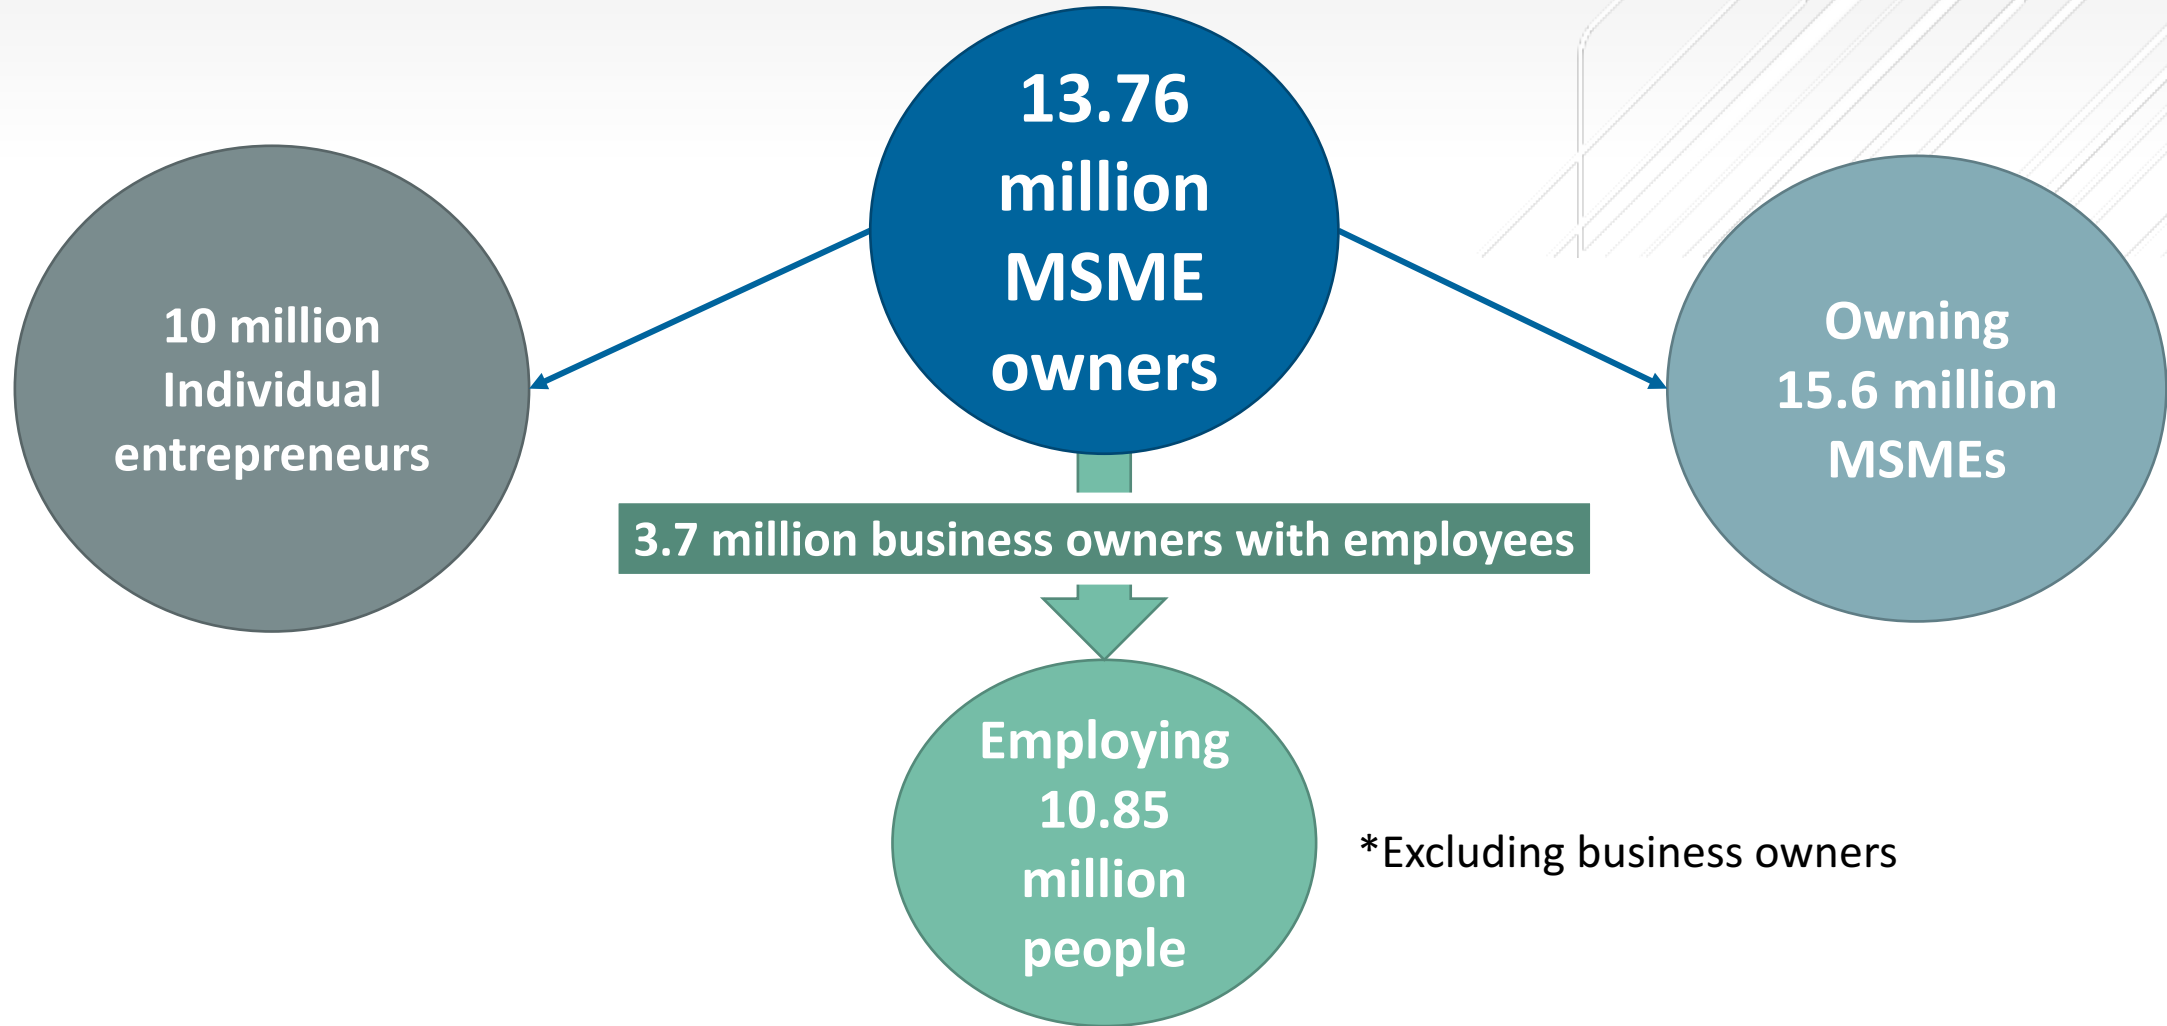 13.76
million
MSME
owners
10 million
Individual
entrepreneurs
Owning
15.6 million
MSMEs
3.7 million business owners with employees
Employing
10.85
million
people
*Excluding business owners